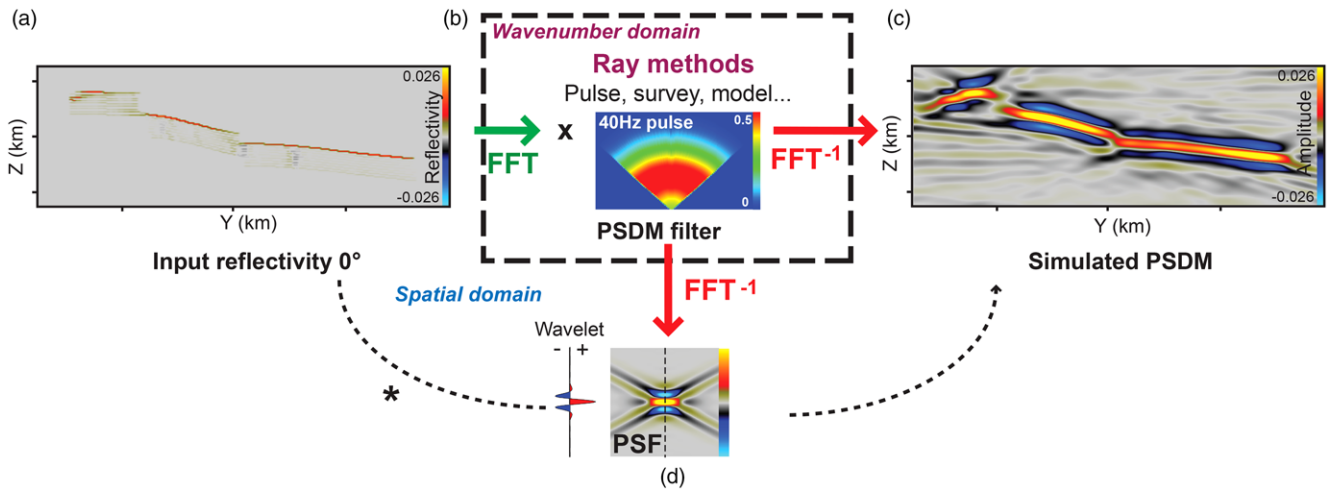 (a)
Z (km)
Reflectivity
0.026
-0.026
Y (km)
Input reflectivity 0°
FFT
(b)
Wavenumber domain
Ray methods
Pulse, survey, model...
x
40Hz pulse
0.5
0
PSDM filter
FFT-1
FFT-1
(c)
Z (km)
Amplitude
0.026
-0.026
Y (km)
Simulated PSDM
Spatial domain
*
Wavelet
- +
PSF
(d)